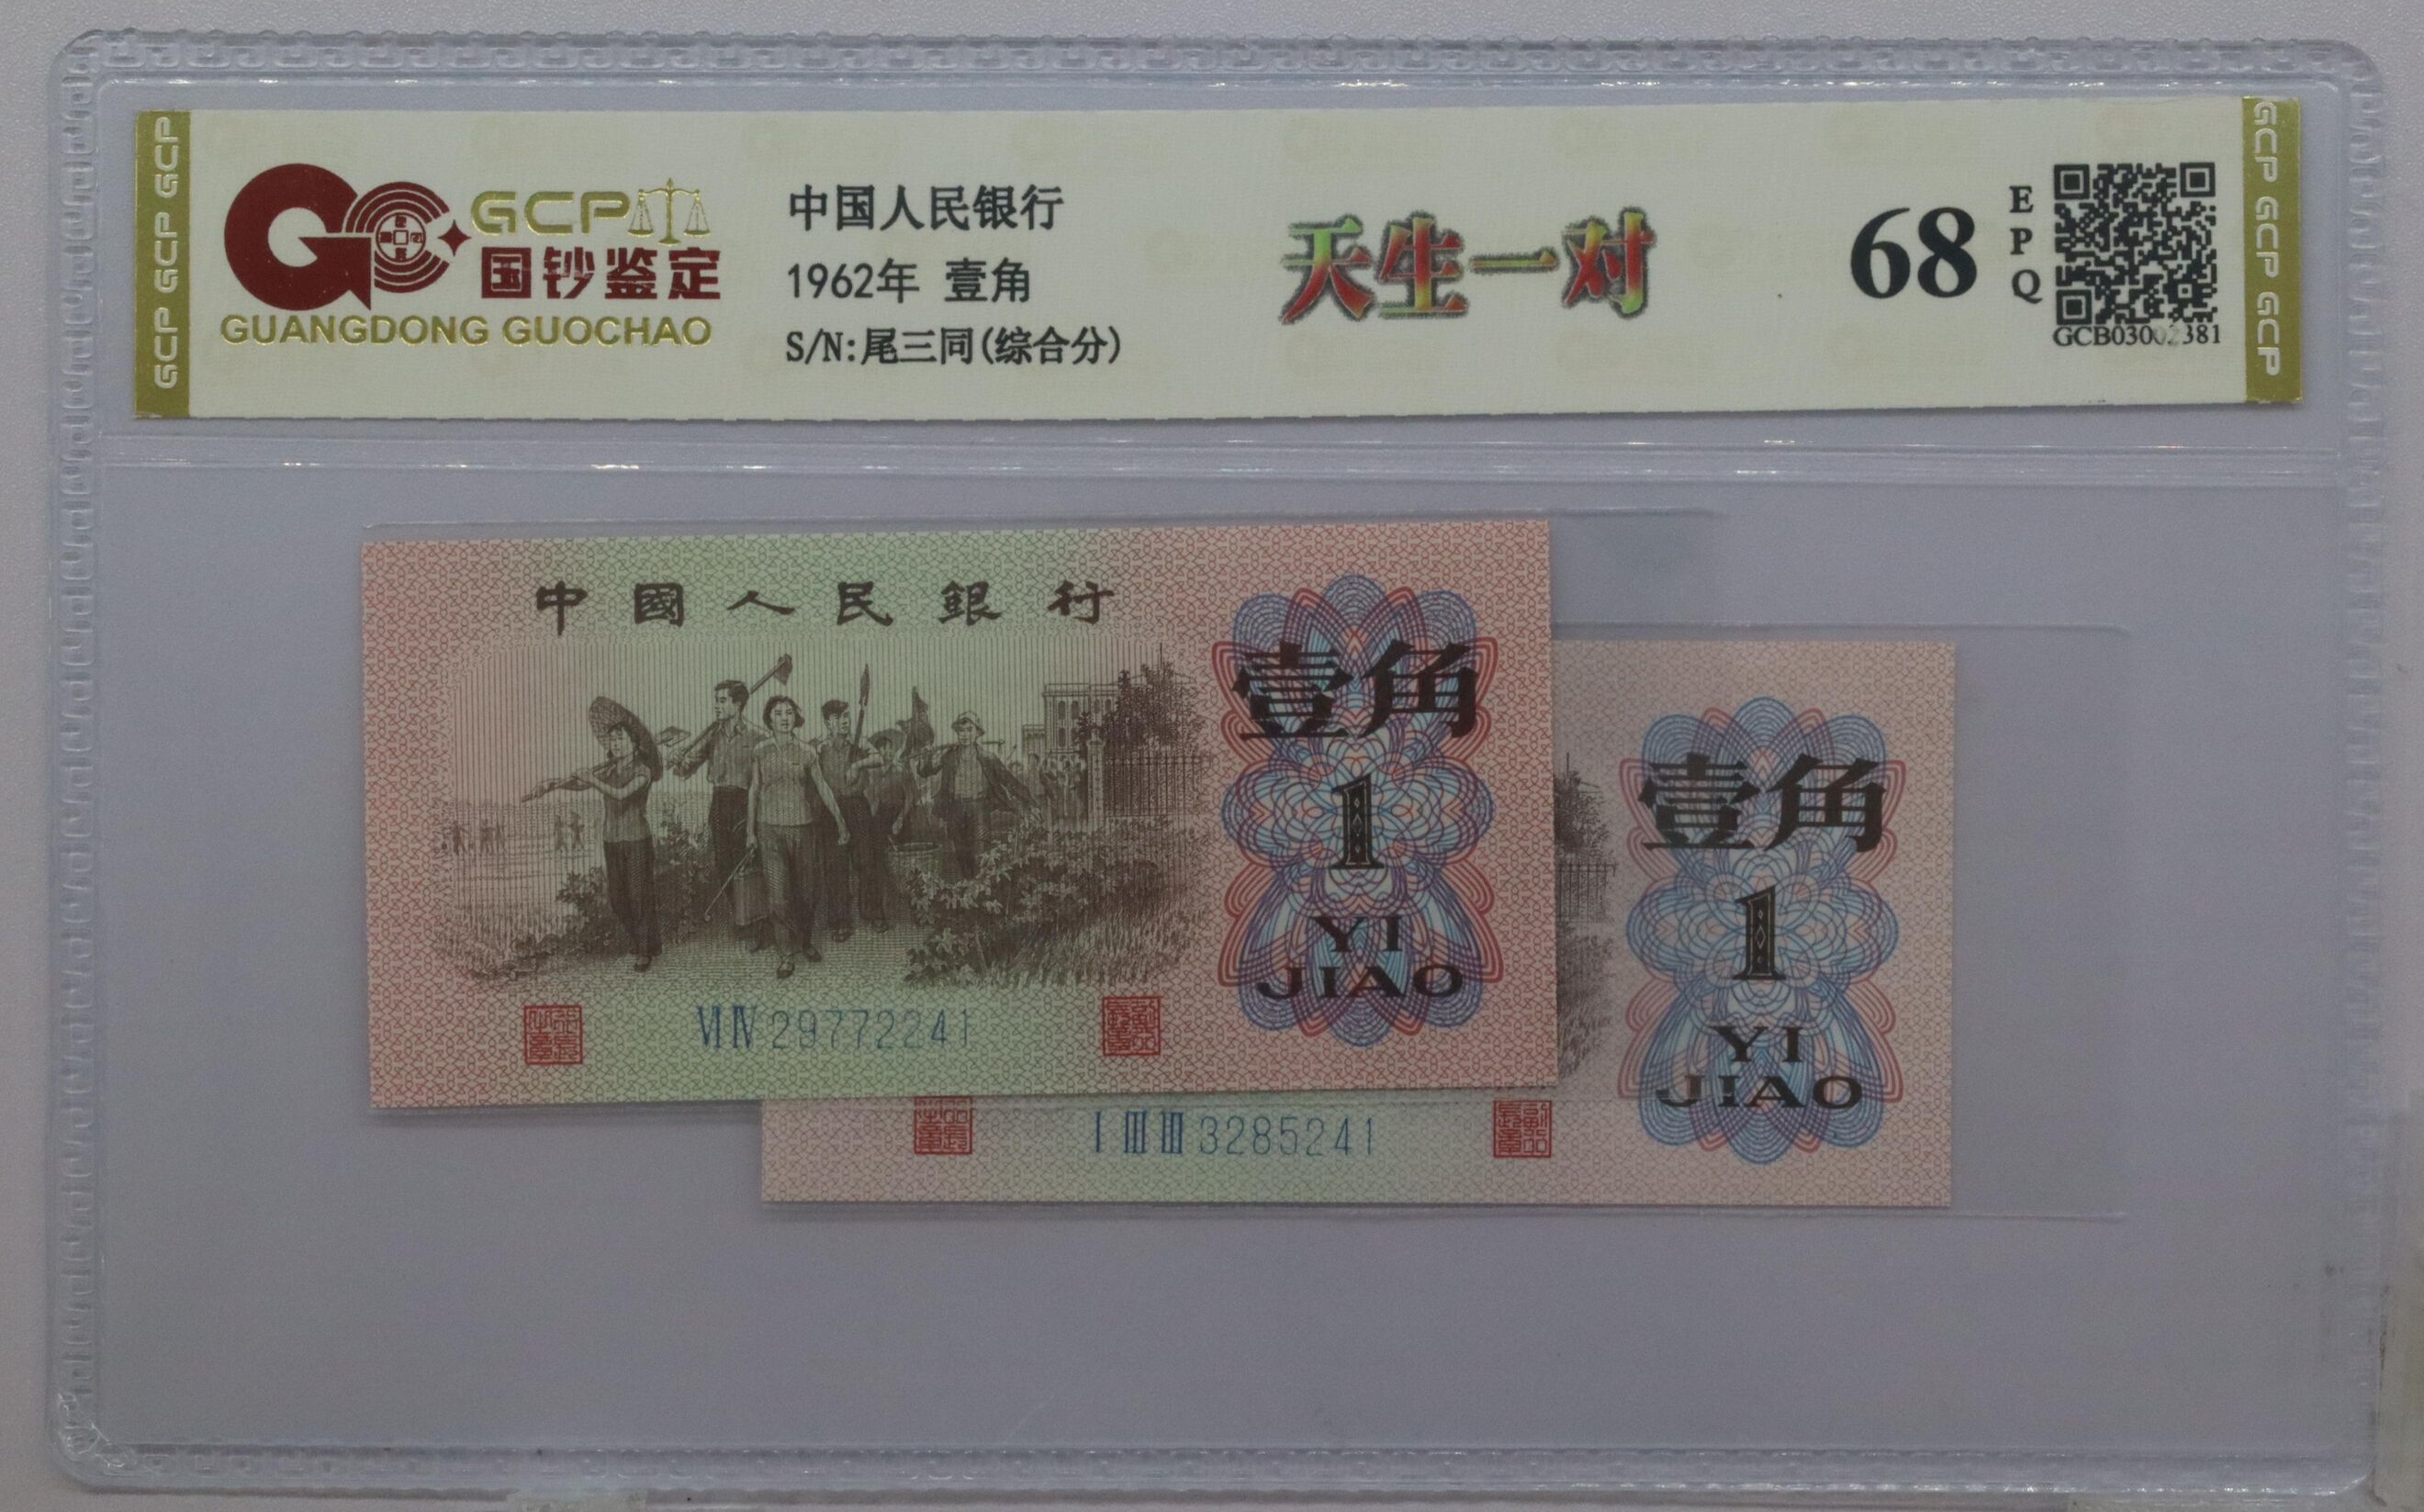 GCP GCP GCP
GCP
国钞鉴定
GUANGDONG GUOCHAO
中国人民银行
1962年 壹角
S/N:尾三同(综合分)
天生一对
68
EPQ
GCB03002381
GCP GCP GCP
中國人民銀行
壹角
1
YI
JIAO
VI IV 29772241
壹角
1
YI
JIAO
I III III 3285241